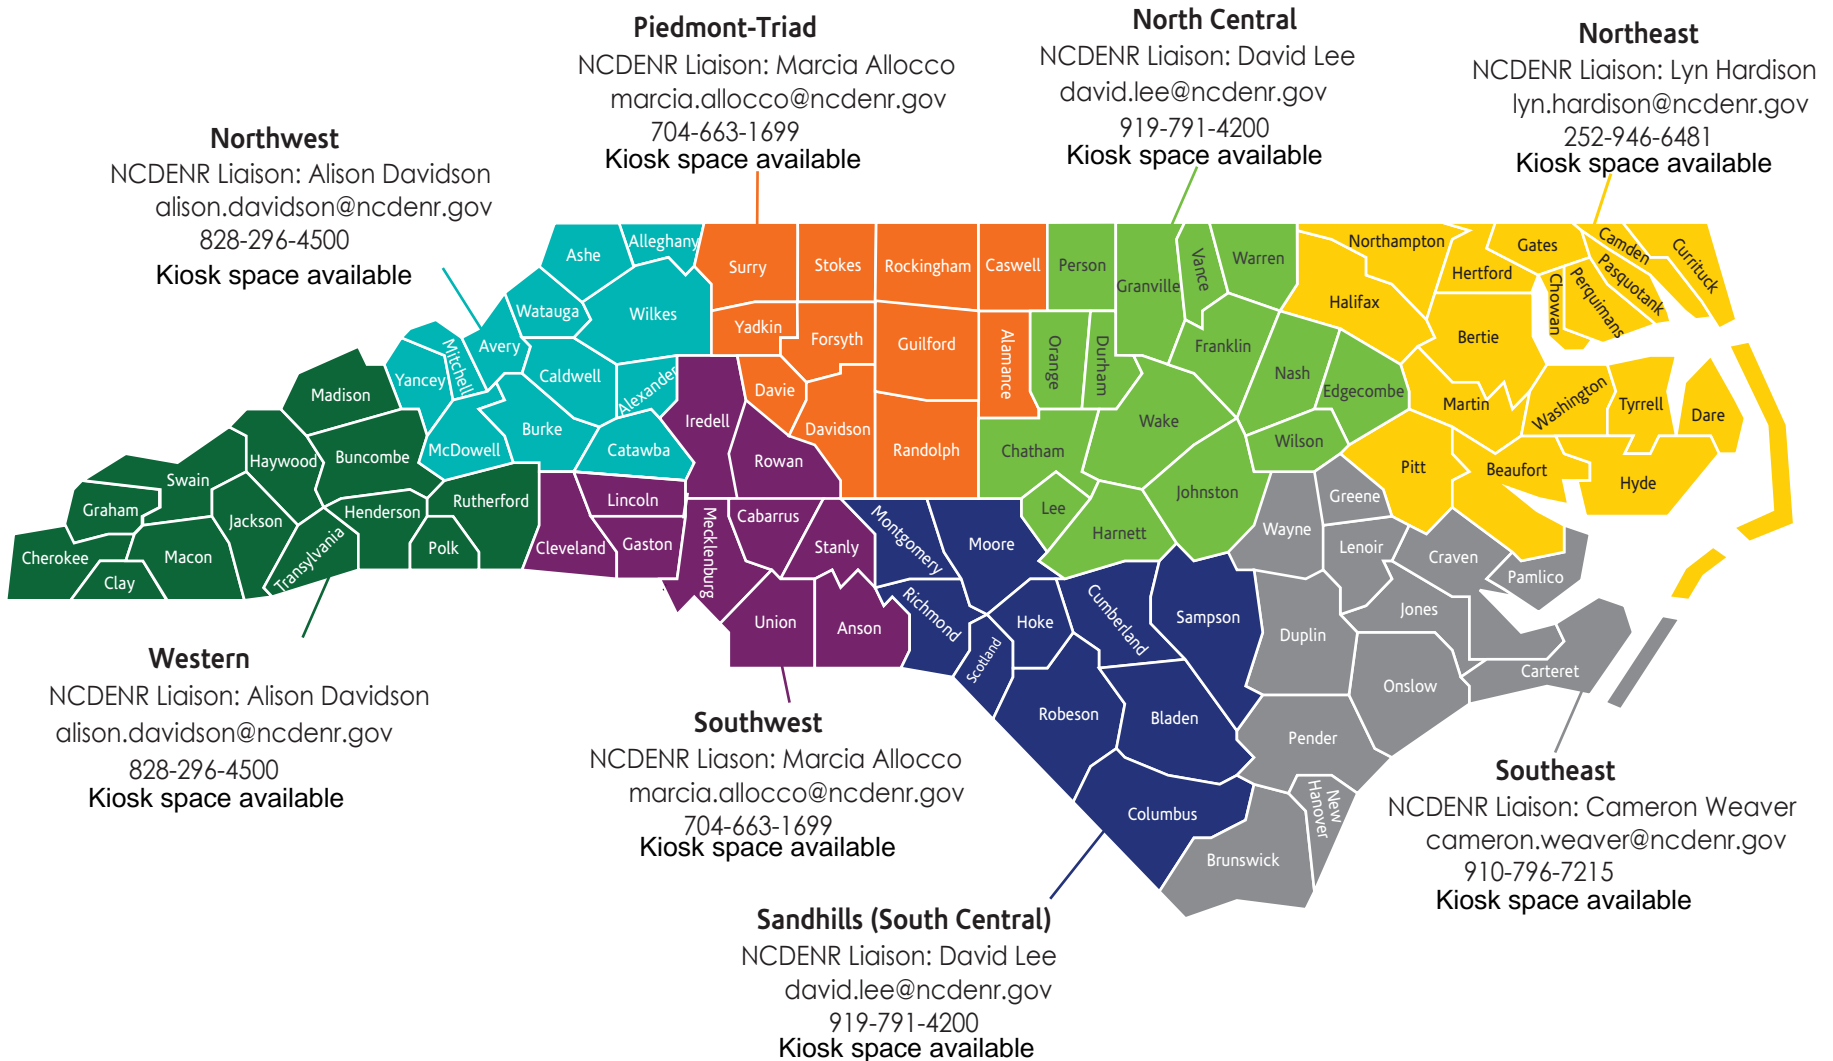 Piedmont-Triad
NCDENR Liaison: Marcia Allocco
marcia.allocco@ncdenr.gov
704-663-1699
Kiosk space available
North Central
NCDENR Liaison: David Lee
david.lee@ncdenr.gov
919-791-4200
Kiosk space available
Northeast
NCDENR Liaison: Lyn Hardison
lyn.hardison@ncdenr.gov
252-946-6481
Kiosk space available
Northwest
NCDENR Liaison: Alison Davidson
alison.davidson@ncdenr.gov
828-296-4500
Kiosk space available
Ashe
Alleghany
Watauga
Wilkes
Mitchell
Avery
Yancey
Caldwell
Alexander
McDowell
Burke
Catawba
Surry
Stokes
Rockingham
Caswell
Yadkin
Forsyth
Guilford
Alamance
Davie
Davidson
Randolph
Person
Granville
Vance
Warren
Orange
Durham
Franklin
Nash
Edgecombe
Wake
Wilson
Chatham
Johnston
Lee
Harnett
Northampton
Gates
Camden
Currituck
Hertford
Pasquotank
Perquimans
Chowan
Halifax
Bertie
Martin
Washington
Tyrrell
Dare
Pitt
Beaufort
Hyde
Madison
Haywood
Buncombe
Swain
Graham
Jackson
Henderson
Rutherford
Cherokee
Macon
Clay
Transylvania
Polk
Iredell
Rowan
Lincoln
Cleveland
Gaston
Mecklenburg
Cabarrus
Stanly
Union
Anson
Montgomery
Moore
Richmond
Scotland
Hoke
Cumberland
Sampson
Robeson
Bladen
Columbus
Greene
Wayne
Lenoir
Craven
Pamlico
Jones
Duplin
Onslow
Carteret
Pender
New
Hanover
Brunswick
Western
NCDENR Liaison: Alison Davidson
alison.davidson@ncdenr.gov
828-296-4500
Kiosk space available
Southwest
NCDENR Liason: Marcia Allocco
marcia.allocco@ncdenr.gov
704-663-1699
Kiosk space available
Southeast
NCDENR Liaison: Cameron Weaver
cameron.weaver@ncdenr.gov
910-796-7215
Kiosk space available
Sandhills (South Central)
NCDENR Liaison: David Lee
david.lee@ncdenr.gov
919-791-4200
Kiosk space available